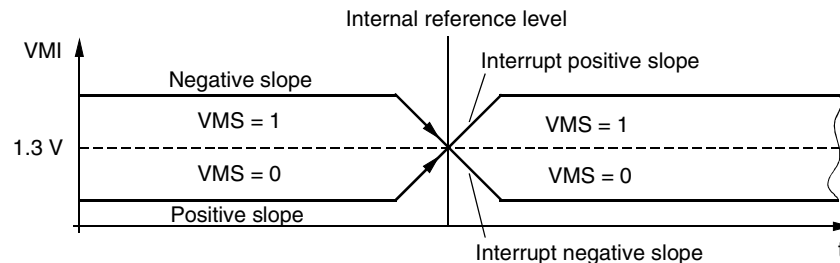 Internal reference level
VMI
Negative slope
Interrupt positive slope
VMS = 1
VMS = 1
1.3 V
VMS = 0
VMS = 0
Positive slope
Interrupt negative slope
t